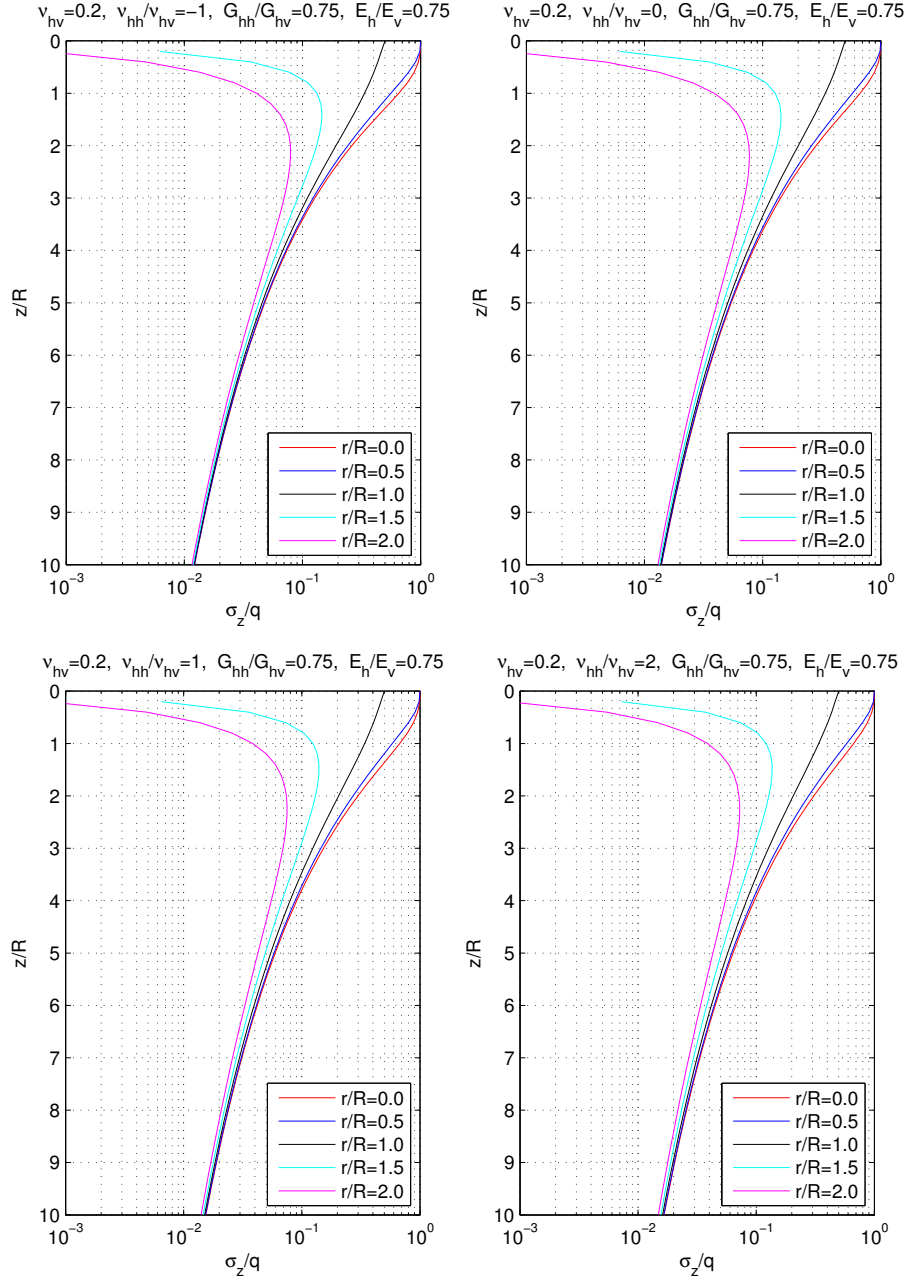 ν_hv=0.2, ν_hh/ν_hv=−1, G_hh/G_hv=0.75, E_h/E_v=0.75
0
1
2
3
4
5
6
7
8
9
10
z/R
r/R=0.0
r/R=0.5
r/R=1.0
r/R=1.5
r/R=2.0
10^−3 10^−2 10^−1 10^0
σ_z/q
ν_hv=0.2, ν_hh/ν_hv=0, G_hh/G_hv=0.75, E_h/E_v=0.75
0
1
2
3
4
5
6
7
8
9
10
z/R
r/R=0.0
r/R=0.5
r/R=1.0
r/R=1.5
r/R=2.0
10^−3 10^−2 10^−1 10^0
σ_z/q
ν_hv=0.2, ν_hh/ν_hv=1, G_hh/G_hv=0.75, E_h/E_v=0.75
0
1
2
3
4
5
6
7
8
9
10
z/R
r/R=0.0
r/R=0.5
r/R=1.0
r/R=1.5
r/R=2.0
10^−3 10^−2 10^−1 10^0
σ_z/q
ν_hv=0.2, ν_hh/ν_hv=2, G_hh/G_hv=0.75, E_h/E_v=0.75
0
1
2
3
4
5
6
7
8
9
10
z/R
r/R=0.0
r/R=0.5
r/R=1.0
r/R=1.5
r/R=2.0
10^−3 10^−2 10^−1 10^0
σ_z/q